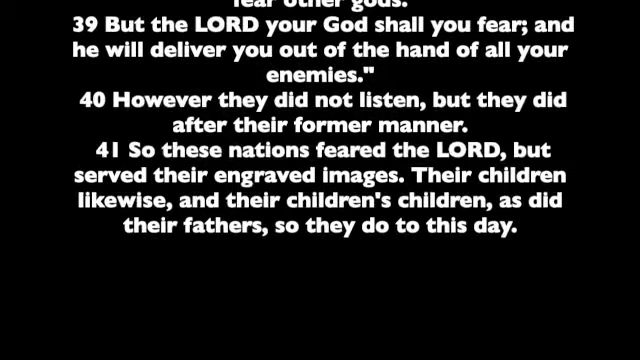 fear other gods.
39 But the LORD your God shall you fear; and
he will deliver you out of the hand of all your
enemies."
40 However they did not listen, but they did
after their former manner.
41 So these nations feared the LORD, but
served their engraved images. Their children
likewise, and their children's children, as did
their fathers, so they do to this day.